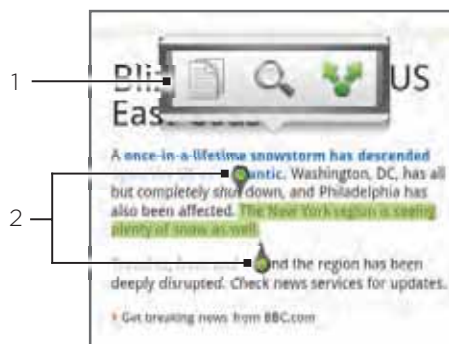 1
Bli US
East
A once-in-a-lifetime snowstorm has descended
antic. Washington, DC, has all
but completely shut down, and Philadelphia has
also been affected. The New York region is seeing
plenty of snow as well.
2
nd the region has been
deeply disrupted. Check news services for updates.
Get breaking news from BBC.com